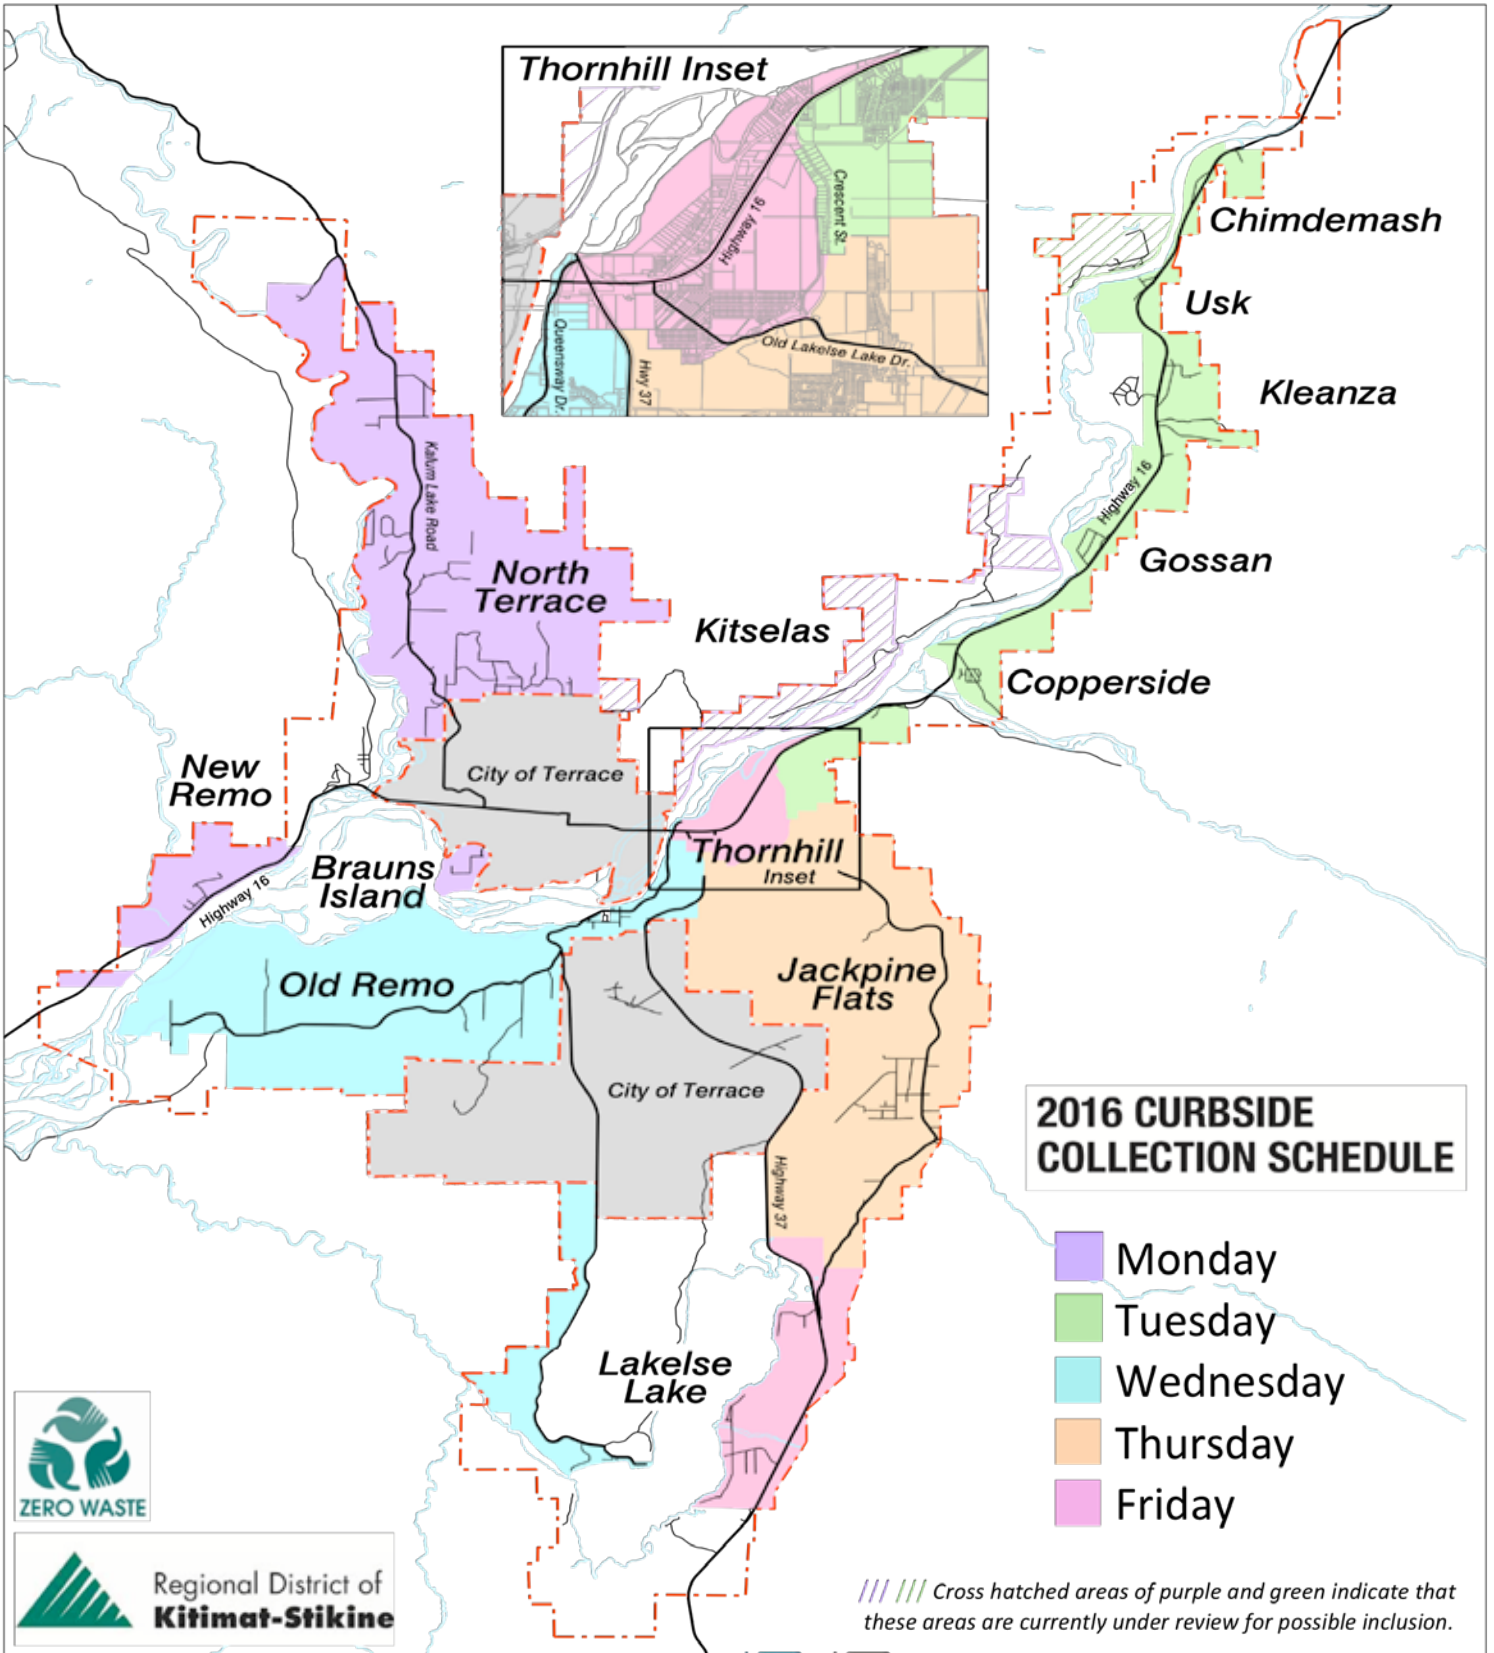 Thornhill Inset
Highway 16
Crescent St.
Queensway Dr.
Hwy 37
Old Lakelse Lake Dr.
Chimdemash
Usk
Kleanza
Highway 16
Gossan
Copperside
Kalum Lake Road
North
Terrace
Kitselas
City of Terrace
New
Remo
Highway 16
Brauns
Island
Thornhill
Inset
Old Remo
Jackpine
Flats
City of Terrace
Highway 37
Lakelse
Lake
2016 CURBSIDE
COLLECTION SCHEDULE
Monday
Tuesday
Wednesday
Thursday
Friday
ZERO WASTE
Regional District of
Kitimat-Stikine
Cross hatched areas of purple and green indicate that
these areas are currently under review for possible inclusion.